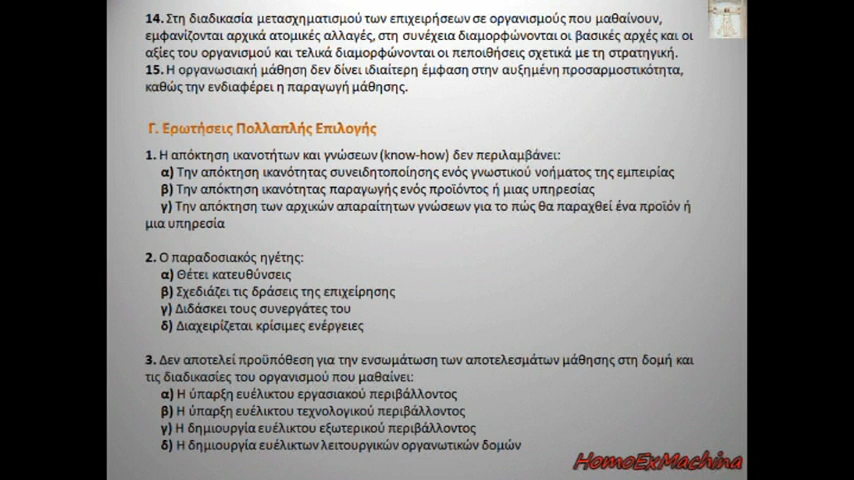 14. Στη διαδικασία μετασχηματισμού των επιχειρήσεων σε οργανισμούς που μαθαίνουν,
εμφανίζονται αρχικά ατομικές αλλαγές, στη συνέχεια διαμορφώνονται οι βασικές αρχές και οι
αξίες του οργανισμού και τελικά διαμορφώνονται οι πεποιθήσεις σχετικά με τη στρατηγική.
15. Η οργανωσιακή μάθηση δεν δίνει ιδιαίτερη έμφαση στην αυξημένη προσαρμοστικότητα,
καθώς την ενδιαφέρει η παραγωγή μάθησης.
Γ. Ερωτήσεις Πολλαπλής Επιλογής
1. Η απόκτηση ικανοτήτων και γνώσεων (know-how) δεν περιλαμβάνει:
α) Την απόκτηση ικανότητας συνειδητοποίησης ενός γνωστικού νοήματος της εμπειρίας
β) Την απόκτηση ικανότητας παραγωγής ενός προϊόντος ή μιας υπηρεσίας
γ) Την απόκτηση των αρχικών απαραίτητων γνώσεων για το πώς θα παραχθεί ένα προϊόν ή
μια υπηρεσία
2. Ο παραδοσιακός ηγέτης:
α) Θέτει κατευθύνσεις
β) Σχεδιάζει τις δράσεις της επιχείρησης
γ) Διδάσκει τους συνεργάτες του
δ) Διαχειρίζεται κρίσιμες ενέργειες
3. Δεν αποτελεί προϋπόθεση για την ενσωμάτωση των αποτελεσμάτων μάθησης στη δομή και
τις διαδικασίες του οργανισμού που μαθαίνει:
α) Η ύπαρξη ευέλικτου εργασιακού περιβάλλοντος
β) Η ύπαρξη ευέλικτου τεχνολογικού περιβάλλοντος
γ) Η δημιουργία ευέλικτου εξωτερικού περιβάλλοντος
δ) Η δημιουργία ευέλικτων λειτουργικών οργανωτικών δομών
HomoExMachina